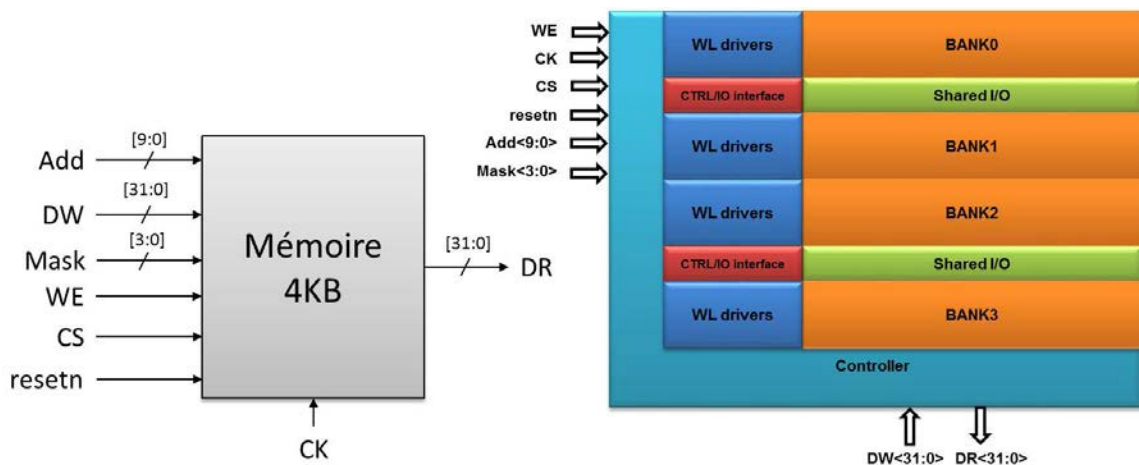 [9:0]
Add
[31:0]
DW
[3:0]
Mask
WE
CS
resetn
Mémoire
4KB
[31:0]
DR
CK
WE
CK
CS
resetn
Add<9:0>
Mask<3:0>
WL drivers
BANK0
CTRL/IO interface
Shared I/O
WL drivers
BANK1
WL drivers
BANK2
CTRL/IO interface
Shared I/O
WL drivers
BANK3
Controller
DW<31:0>
DR<31:0>